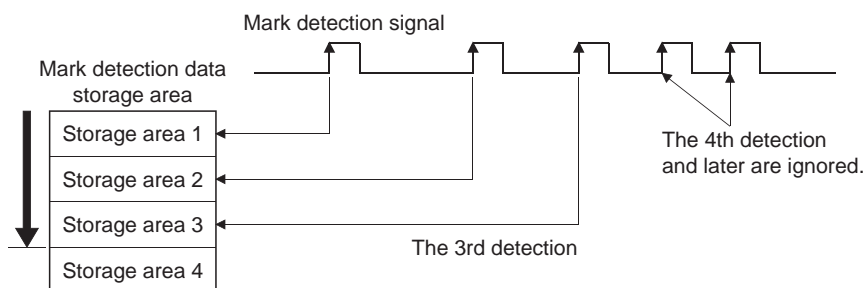 Mark detection signal
Mark detection data
storage area
Storage area 1
Storage area 2
Storage area 3
Storage area 4
The 4th detection
and later are ignored.
The 3rd detection